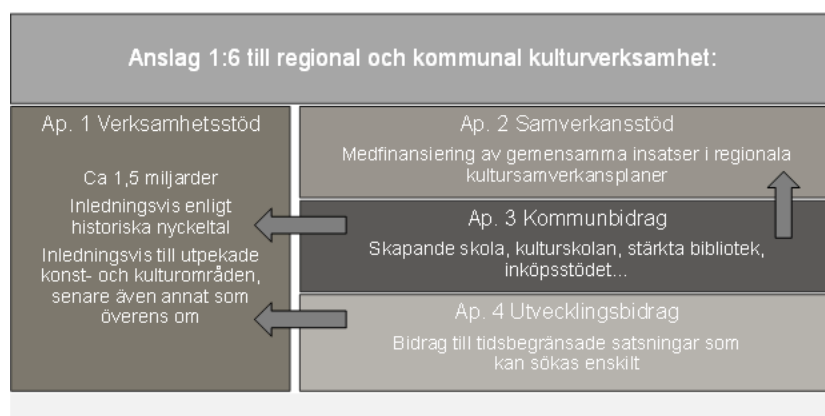 Anslag 1:6 till regional och kommunal kulturverksamhet:
Ap. 1 Verksamhetsstöd
Ca 1,5 miljarder
Inledningsvis enligt
historiska nyckeltal
Inledningsvis till utpekade
konst- och kulturområden,
senare även annat som
överens om
Ap. 2 Samverkansstöd
Medfinansiering av gemensamma insatser i regionala
kultursamverkansplaner
Ap. 3 Kommunbidrag
Skapande skola, kulturskolan, stärkta bibliotek,
inköpsstödet...
Ap. 4 Utvecklingsbidrag
Bidrag till tidsbegränsade satsningar som
kan sökas enskilt